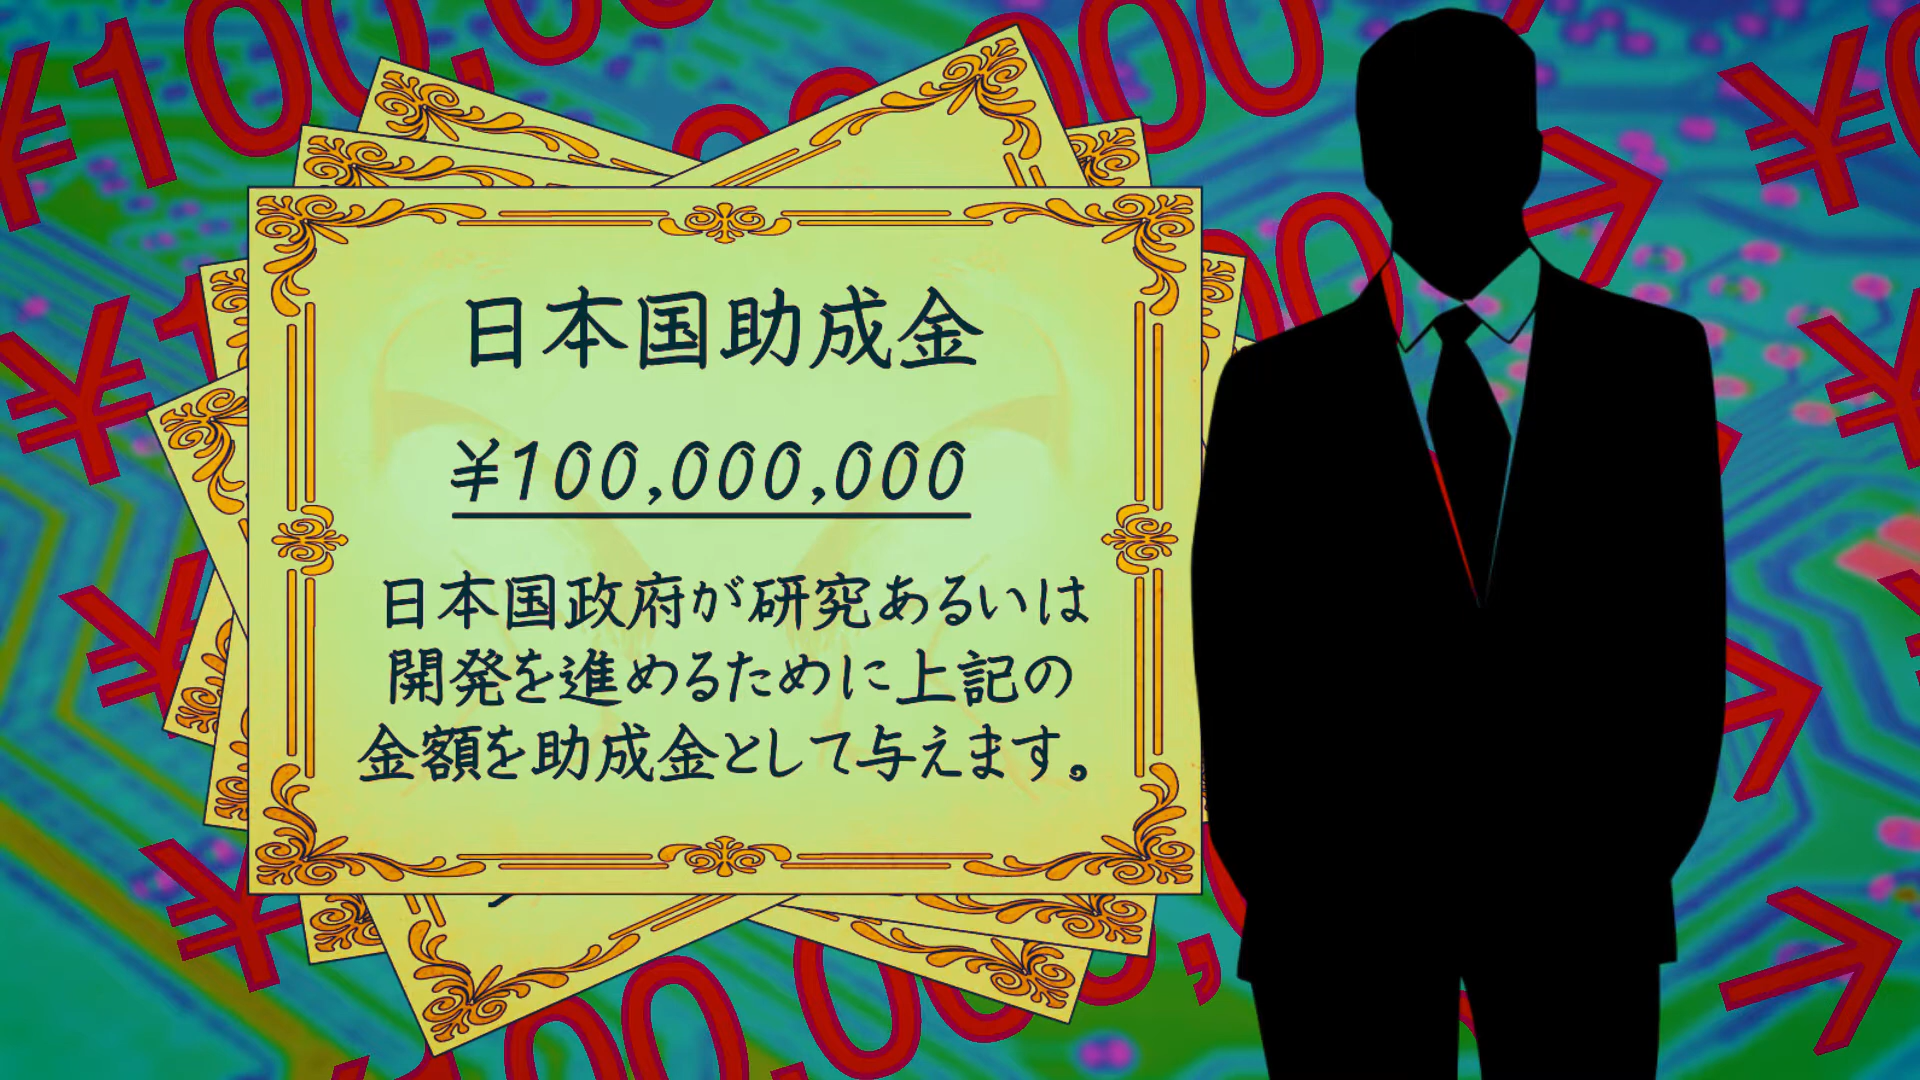 日本国助成金
¥100,000,000
日本国政府が研究あるいは
開発を進めるために上記の
金額を助成金として与えます。